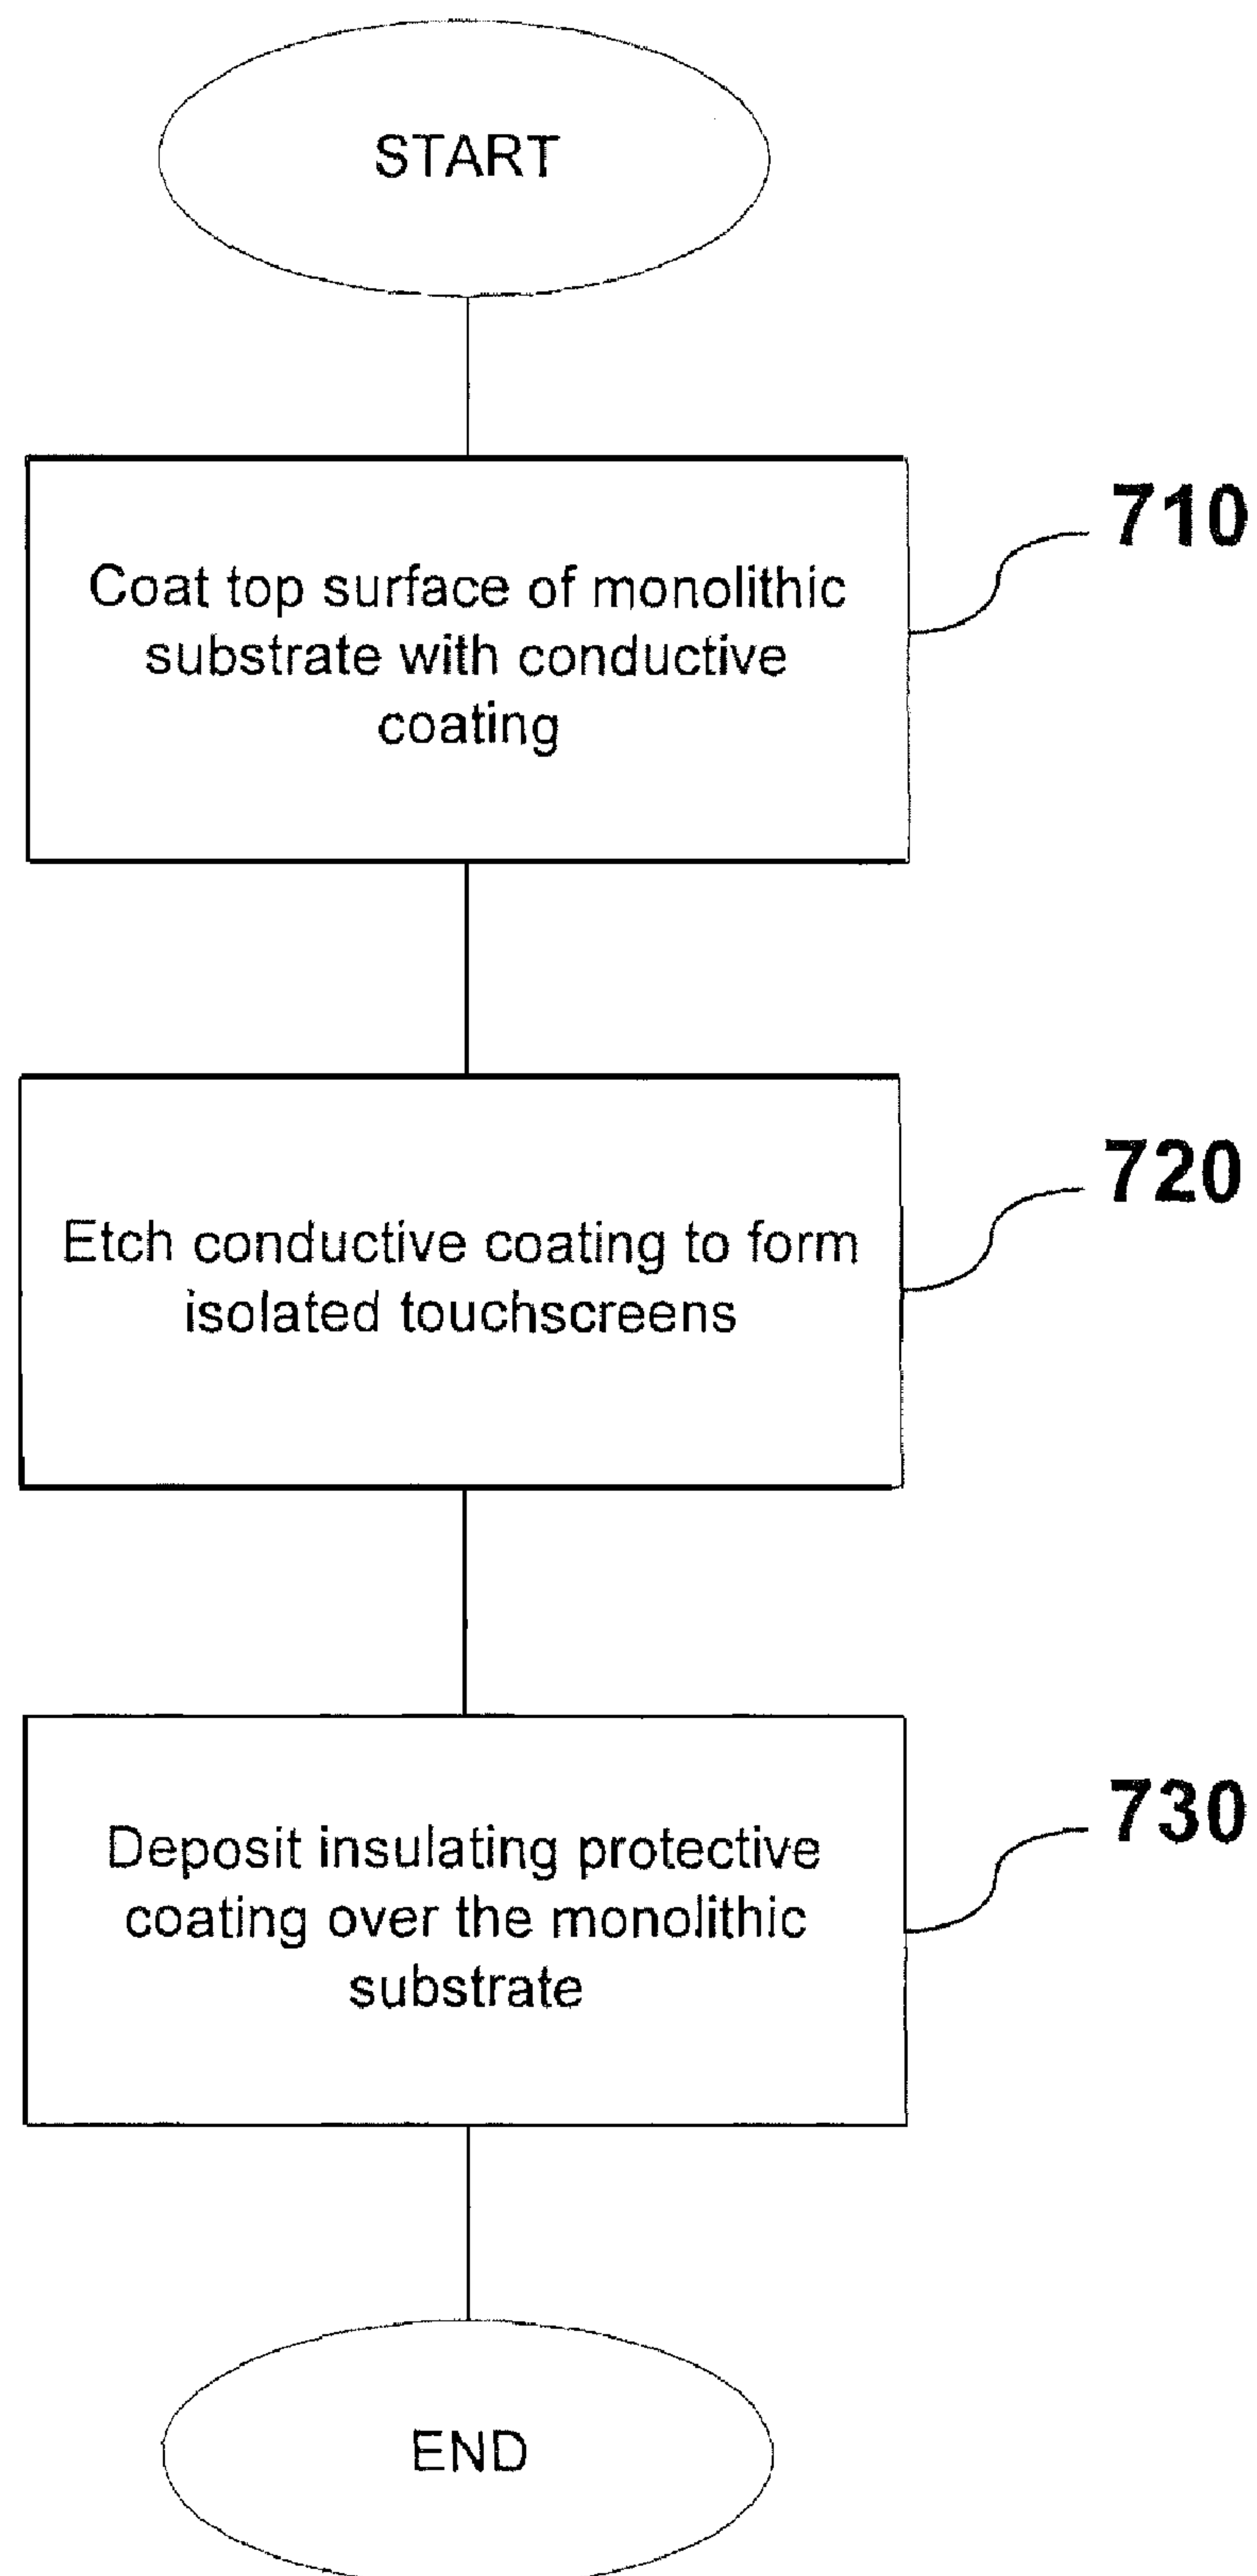 START
710
Coat top surface of monolithic
substrate with conductive
coating
720
Etch conductive coating to form
isolated touchscreens
730
Deposit insulating protective
coating over the monolithic
substrate
END